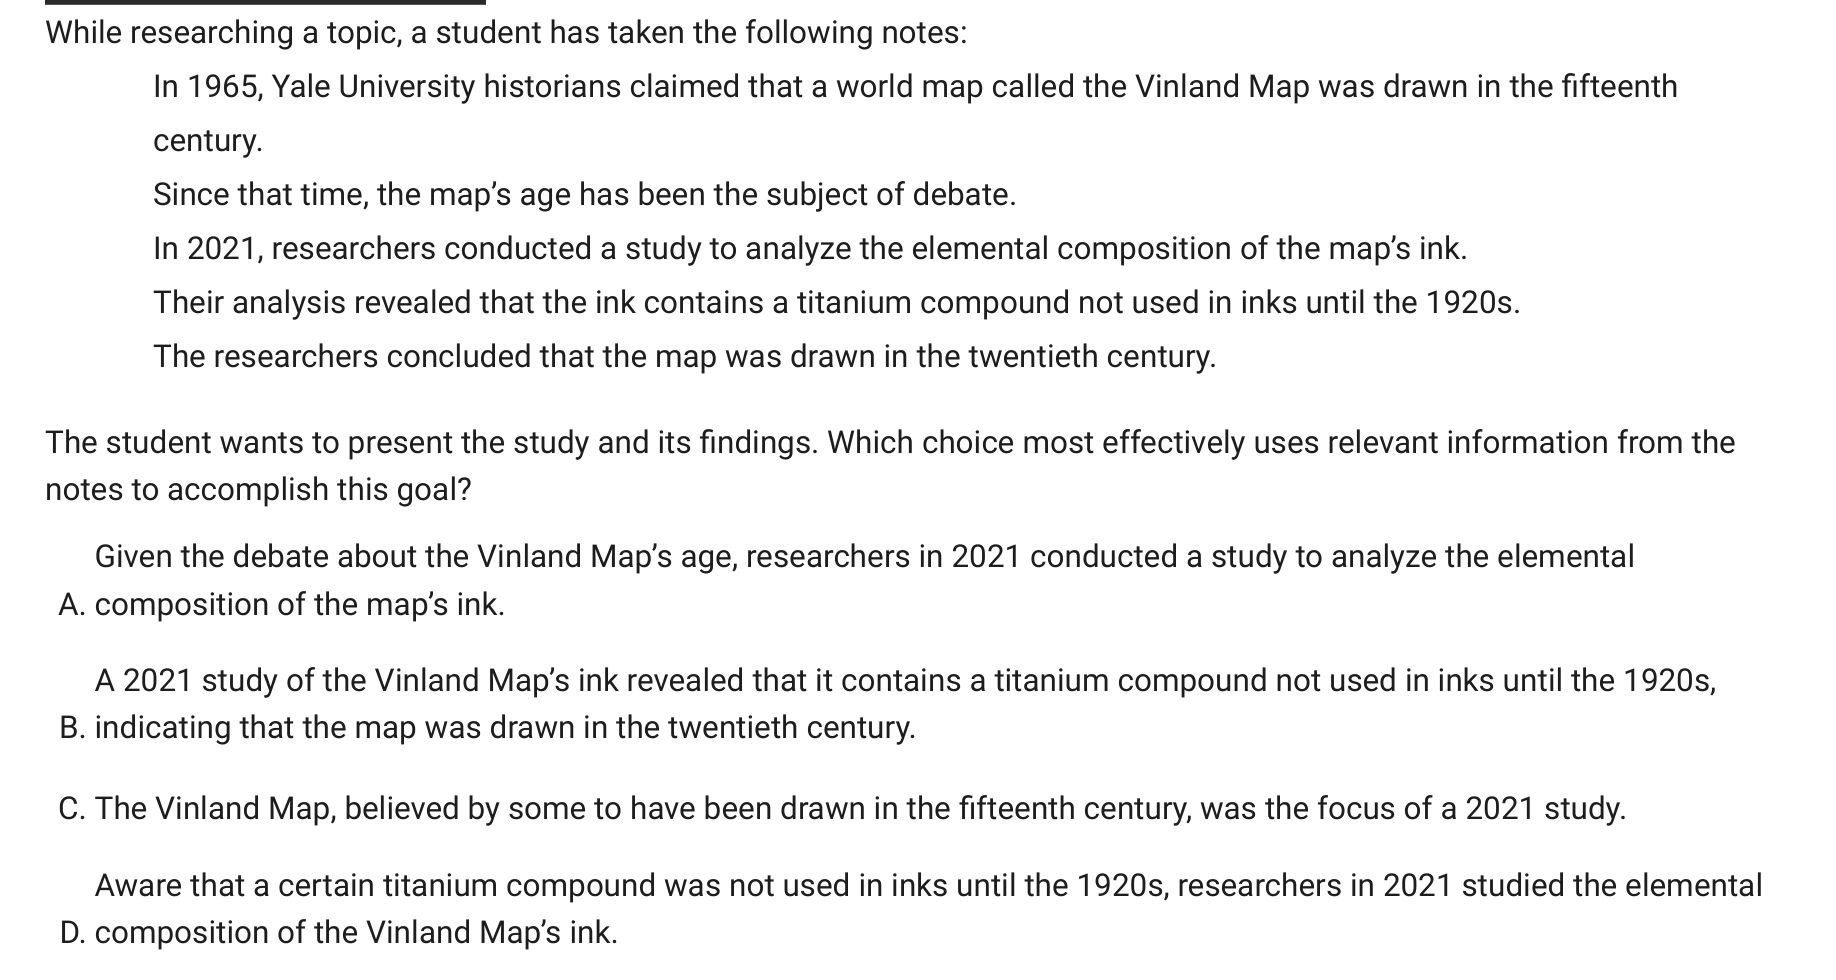 While researching a topic, a student has taken the following notes:
In 1965, Yale University historians claimed that a world map called the Vinland Map was drawn in the fifteenth
century.
Since that time, the map’s age has been the subject of debate.
In 2021, researchers conducted a study to analyze the elemental composition of the map’s ink.
Their analysis revealed that the ink contains a titanium compound not used in inks until the 1920s.
The researchers concluded that the map was drawn in the twentieth century.
The student wants to present the study and its findings. Which choice most effectively uses relevant information from the
notes to accomplish this goal?
Given the debate about the Vinland Map’s age, researchers in 2021 conducted a study to analyze the elemental
A. composition of the map’s ink.
A 2021 study of the Vinland Map’s ink revealed that it contains a titanium compound not used in inks until the 1920s,
B. indicating that the map was drawn in the twentieth century.
C. The Vinland Map, believed by some to have been drawn in the fifteenth century, was the focus of a 2021 study.
Aware that a certain titanium compound was not used in inks until the 1920s, researchers in 2021 studied the elemental
D. composition of the Vinland Map’s ink.